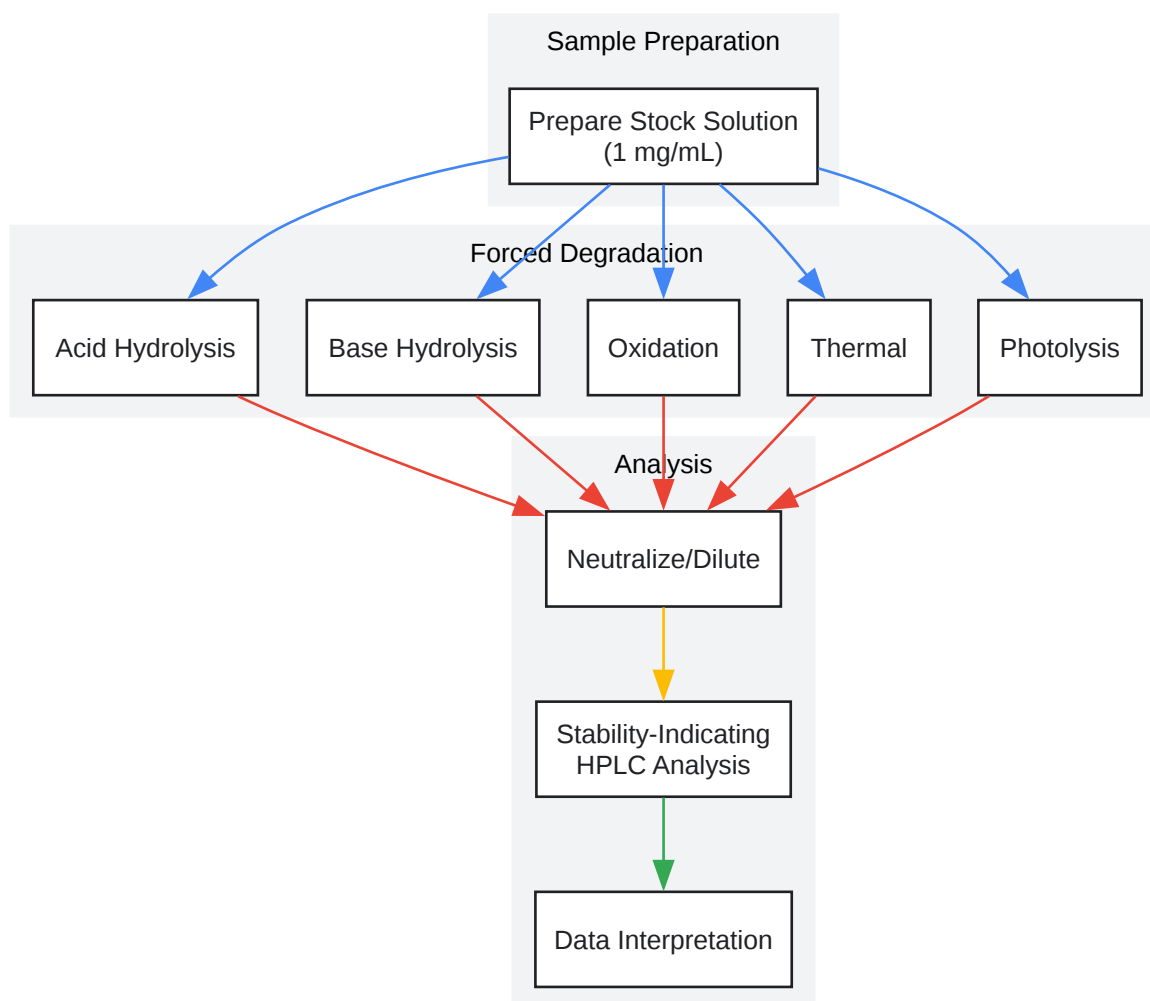 Sample Preparation
Prepare Stock Solution
(1 mg/mL)
Forced Degradation
Acid Hydrolysis
Base Hydrolysis
Oxidation
Thermal
Photolysis
Analysis
Neutralize/Dilute
Stability-Indicating
HPLC Analysis
Data Interpretation